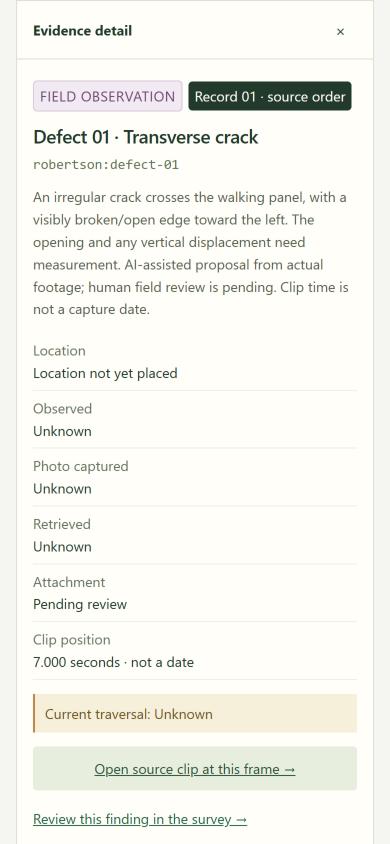 Evidence detail
×
FIELD OBSERVATION
Record 01 · source order
Defect 01 · Transverse crack
robertson:defect-01
An irregular crack crosses the walking panel, with a
visibly broken/open edge toward the left. The
opening and any vertical displacement need
measurement. AI-assisted proposal from actual
footage; human field review is pending. Clip time is
not a capture date.
Location
Location not yet placed
Observed
Unknown
Photo captured
Unknown
Retrieved
Unknown
Attachment
Pending review
Clip position
7.000 seconds · not a date
Current traversal: Unknown
Open source clip at this frame →
Review this finding in the survey →